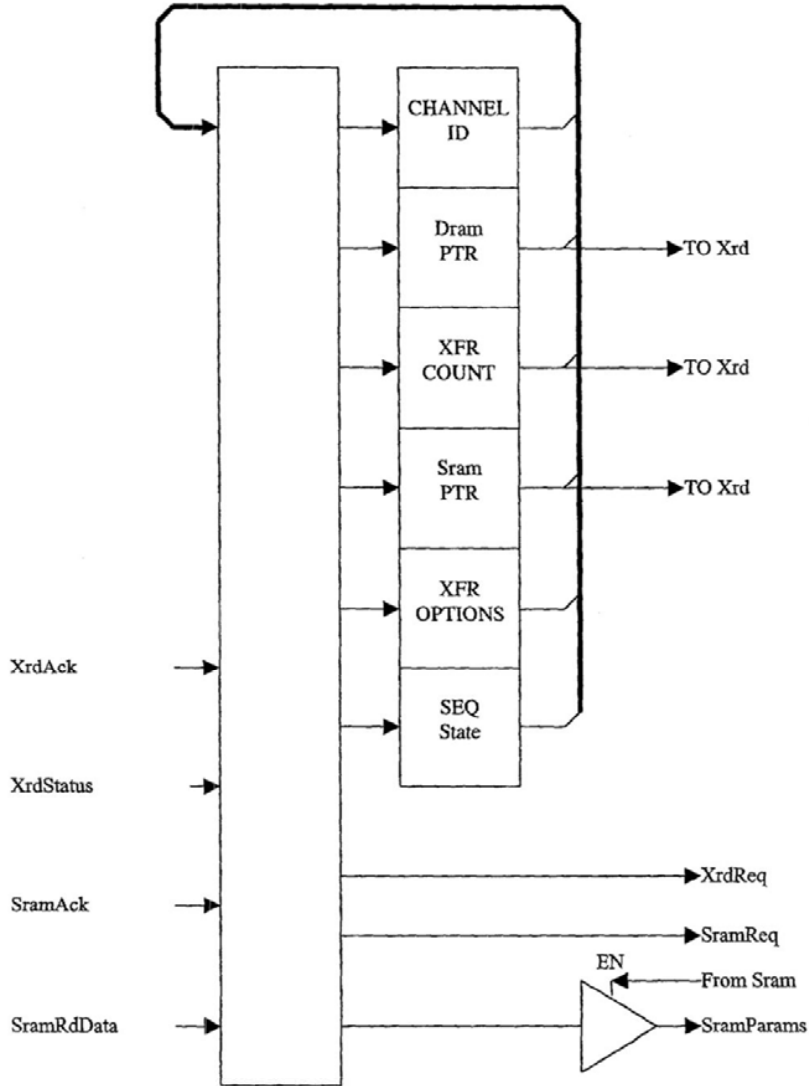 CHANNEL
ID
Dram
PTR
TO Xrd
XFR
COUNT
TO Xrd
Sram
PTR
TO Xrd
XFR
OPTIONS
XrdAck
SEQ
State
XrdStatus
XrdReq
SramAck
SramReq
EN
From Sram
SramRdData
SramParams